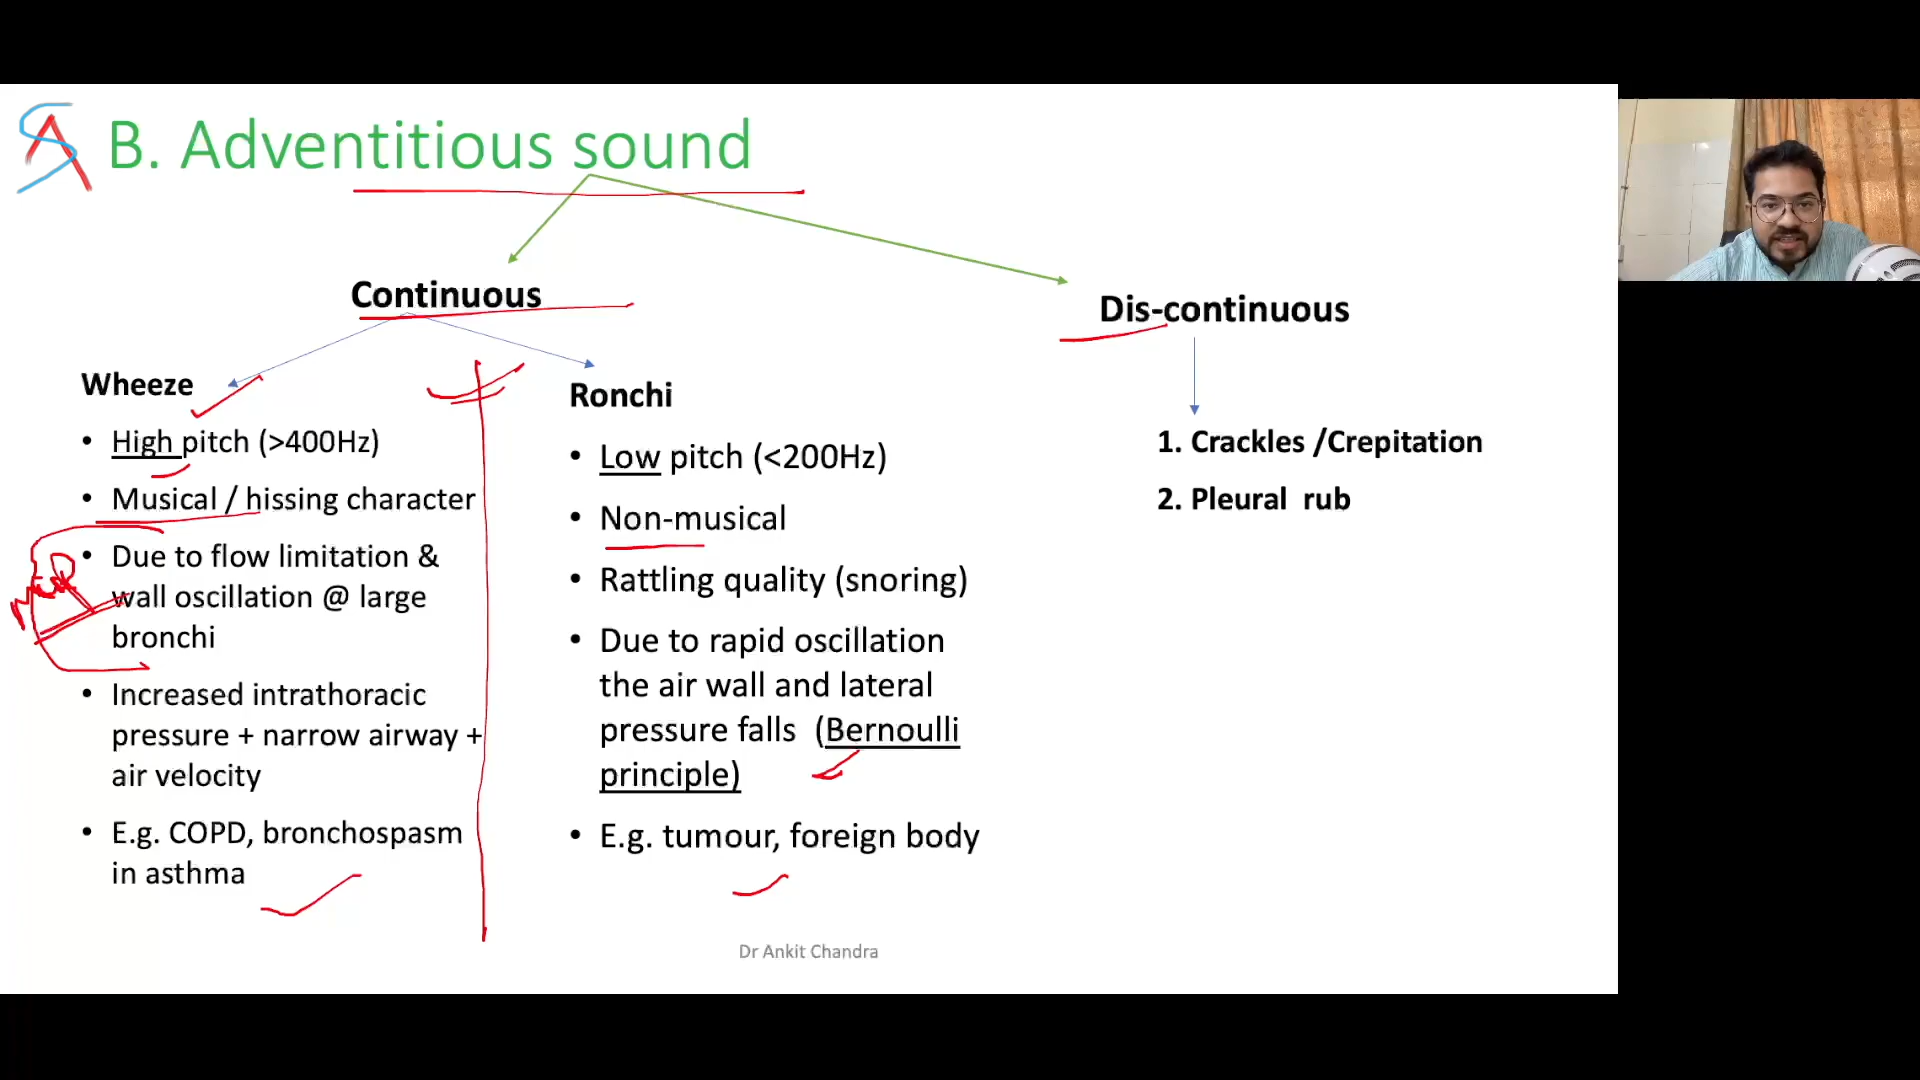 B. Adventitious sound
Continuous
Dis-continuous
Wheeze
• High pitch (>400Hz)
• Musical / hissing character
• Due to flow limitation &
wall oscillation @ large
bronchi
• Increased intrathoracic
pressure + narrow airway +
air velocity
• E.g. COPD, bronchospasm
in asthma
Ronchi
• Low pitch (<200Hz)
• Non-musical
• Rattling quality (snoring)
• Due to rapid oscillation
the air wall and lateral
pressure falls (Bernoulli
principle)
• E.g. tumour, foreign body
1. Crackles /Crepitation
2. Pleural rub
Dr Ankit Chandra